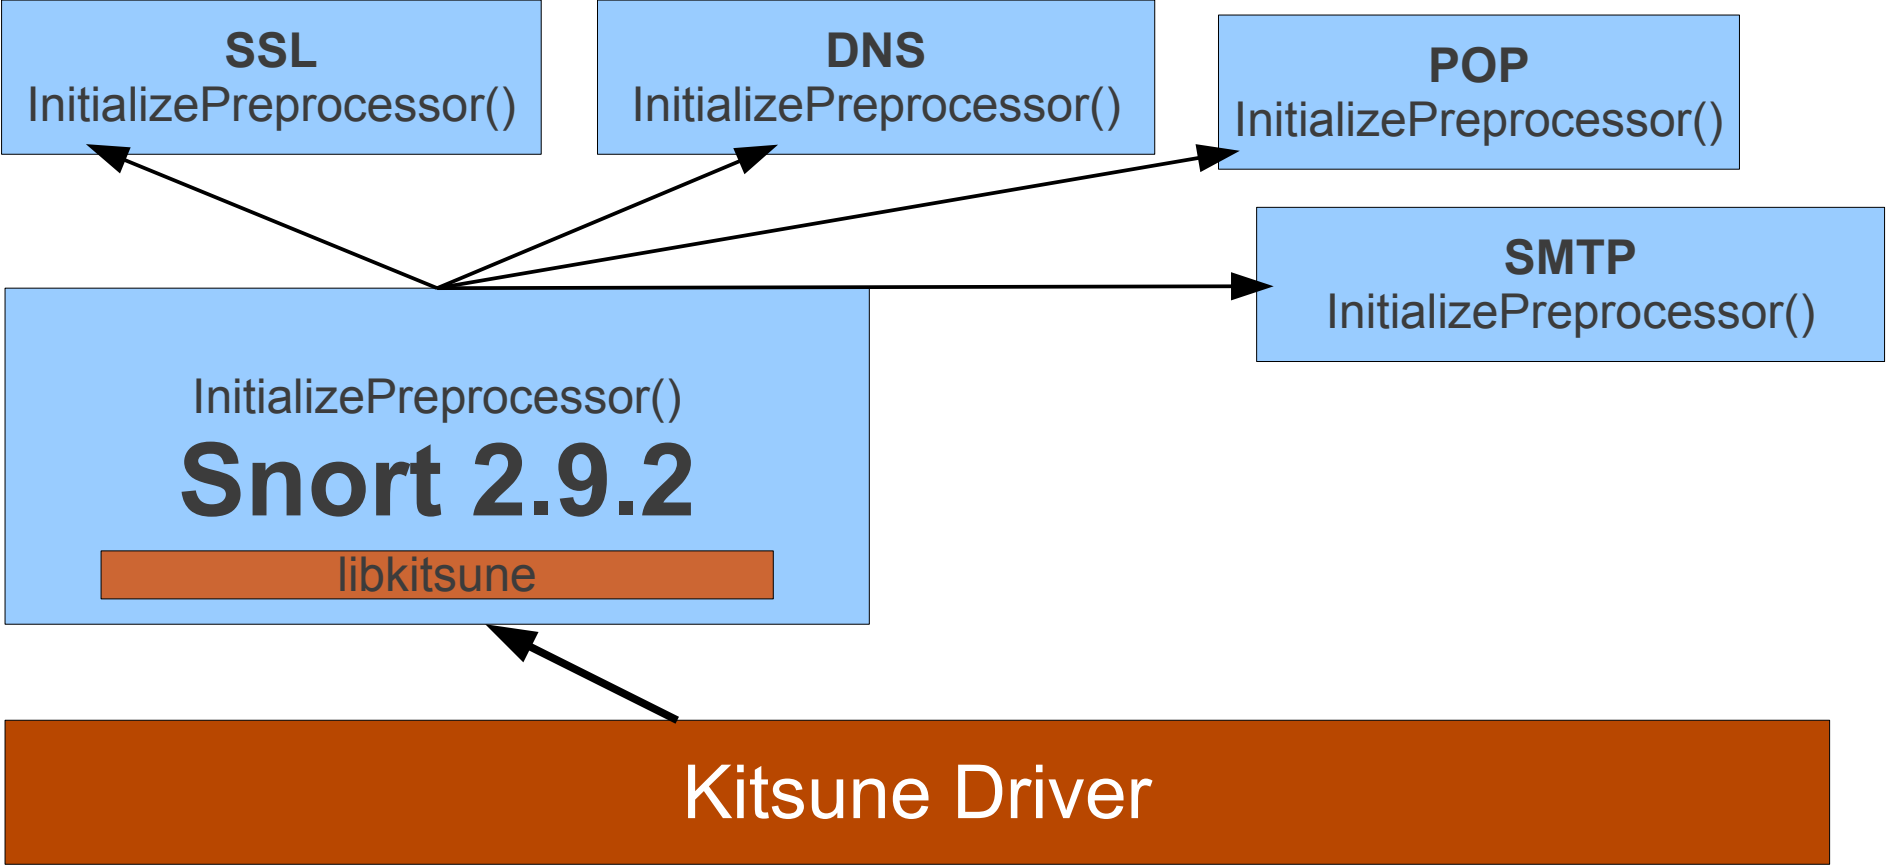 SSL
InitializePreprocessor()
DNS
InitializePreprocessor()
POP
InitializePreprocessor()
SMTP
InitializePreprocessor()
InitializePreprocessor()
Snort 2.9.2
libkitsune
Kitsune Driver